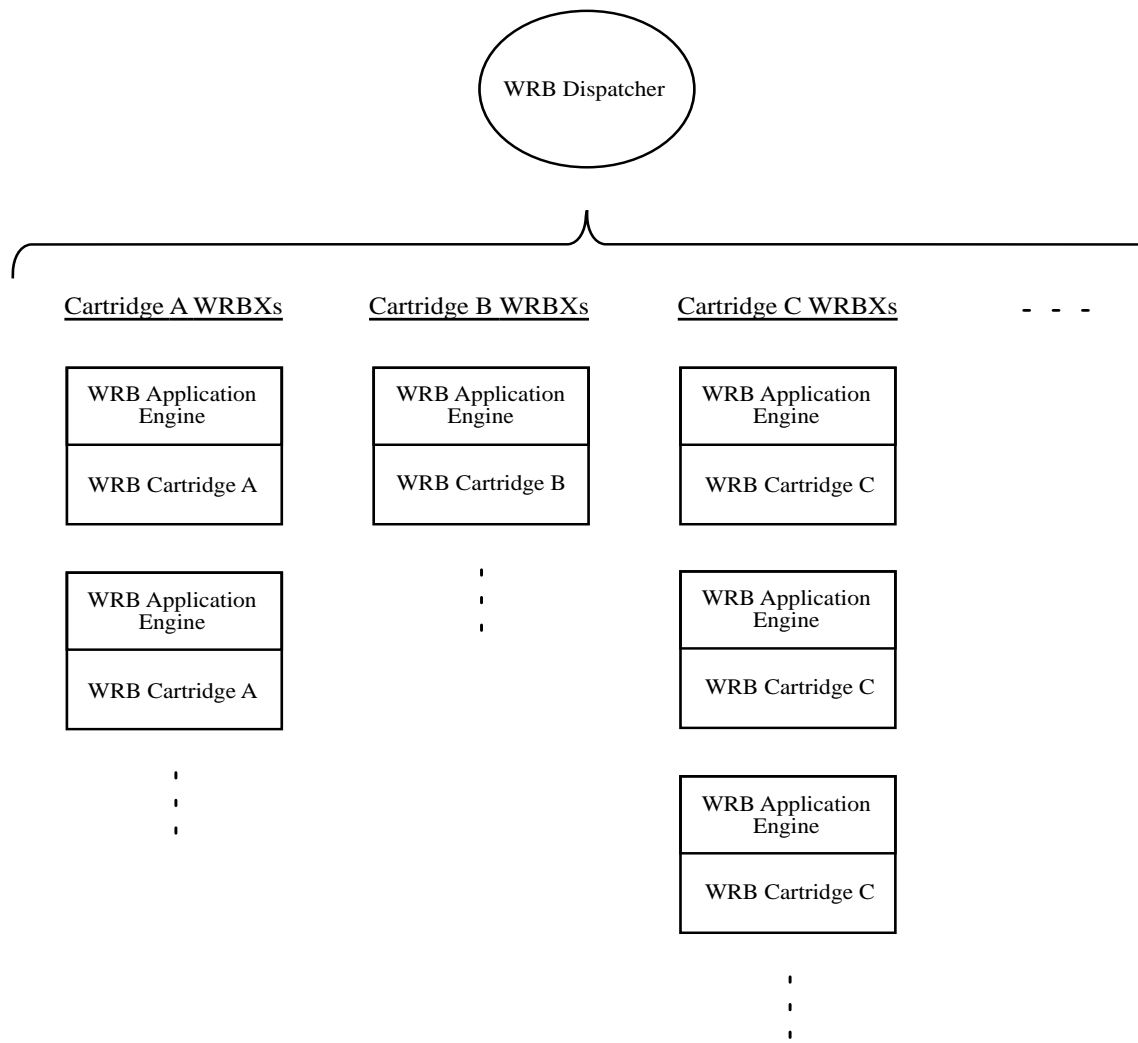 WRB Dispatcher
Cartridge A WRBXs
Cartridge B WRBXs
Cartridge C WRBXs
- - -
WRB Application
Engine
WRB Cartridge A
WRB Application
Engine
WRB Cartridge B
WRB Application
Engine
WRB Cartridge C
WRB Application
Engine
WRB Cartridge A
WRB Application
Engine
WRB Cartridge C
WRB Application
Engine
WRB Cartridge C